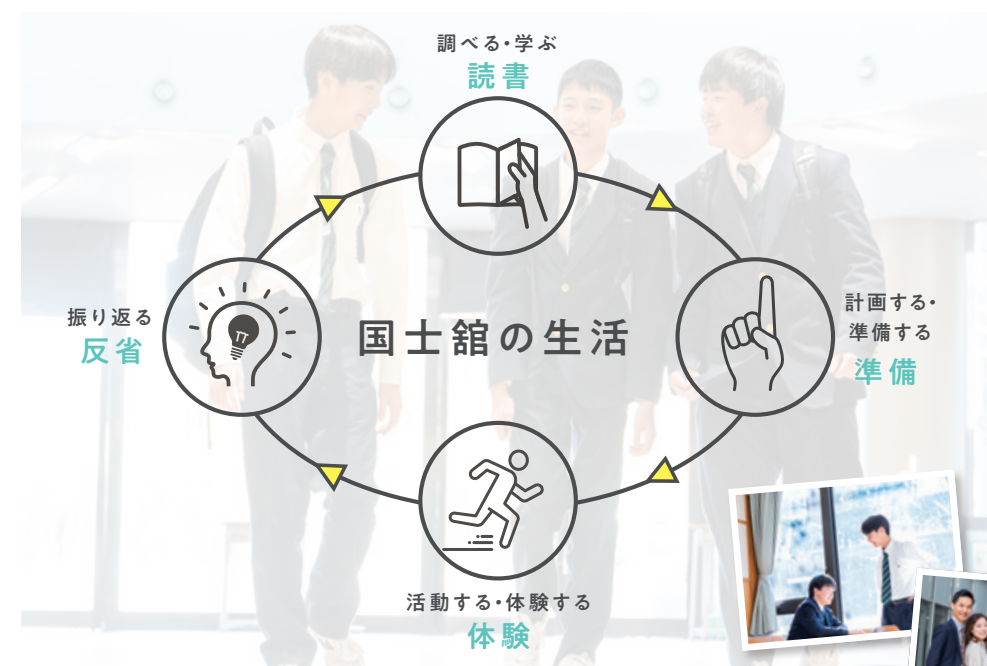 調べる・学ぶ
読書
計画する・
準備する
準備
国士舘の生活
振り返る
反省
活動する・体験する
体験